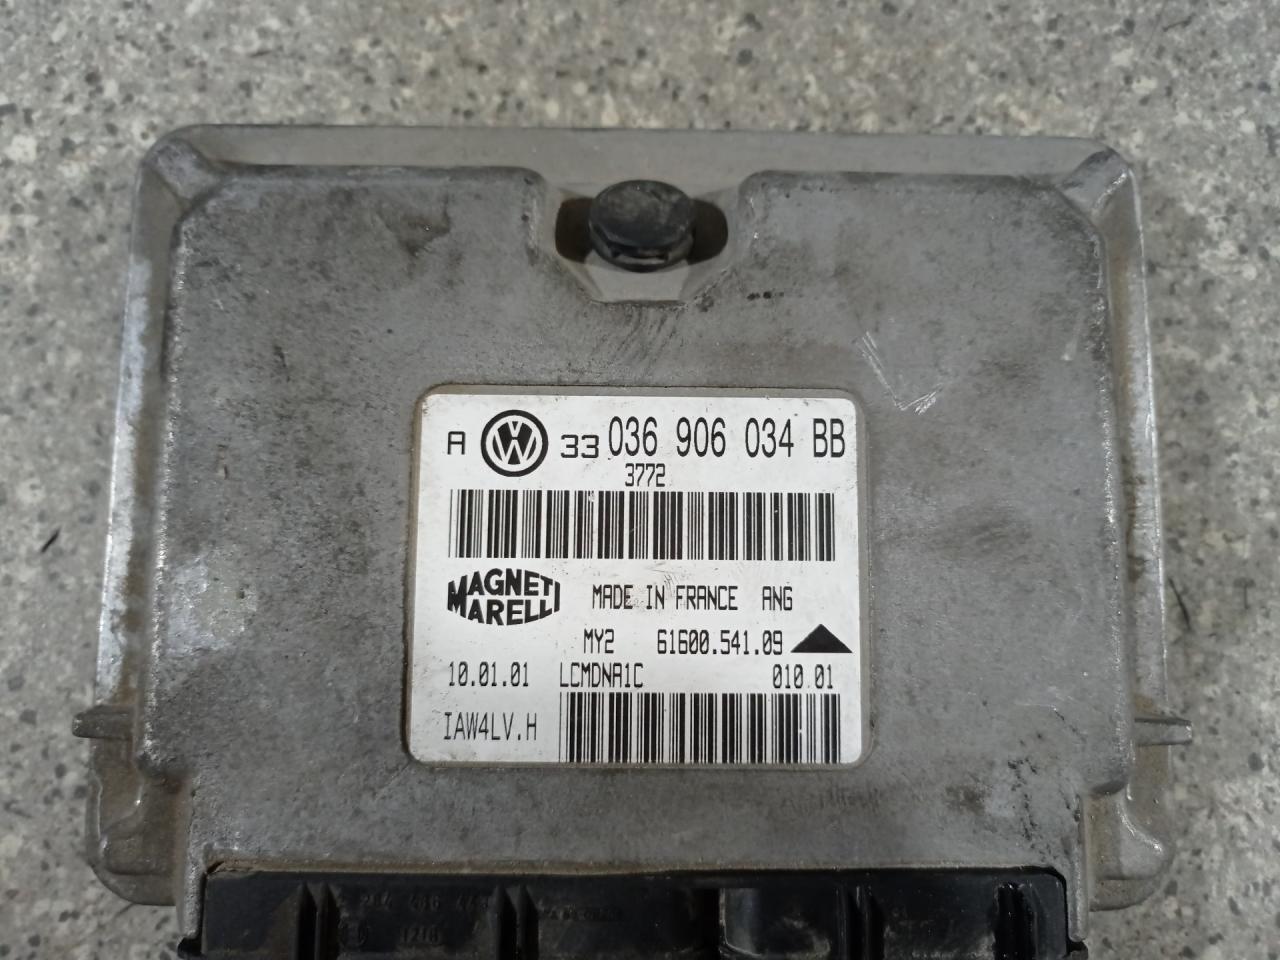 A VW 33 036 906 034 BB
3772
MAGNETI MARELLI MADE IN FRANCE ANG
MY2 61600.541.09
10.01.01 LCMDNA1C 010.01
IAW4LV.H